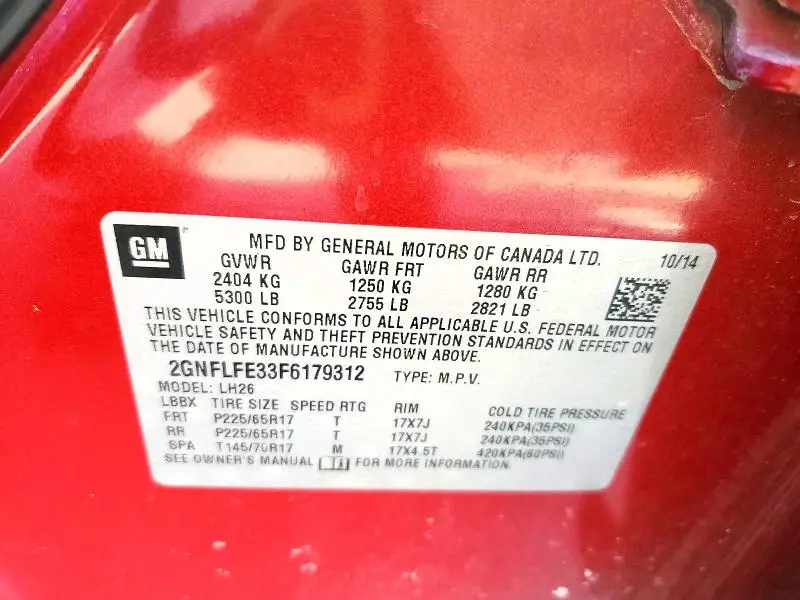 GM
MFD BY GENERAL MOTORS OF CANADA LTD. 10/14
GVWR GAWR FRT GAWR RR
2404 KG 1250 KG 1280 KG
5300 LB 2755 LB 2821 LB
THIS VEHICLE CONFORMS TO ALL APPLICABLE U.S. FEDERAL MOTOR
VEHICLE SAFETY AND THEFT PREVENTION STANDARDS IN EFFECT ON
THE DATE OF MANUFACTURE SHOWN ABOVE.
2GNFLFE33F6179312 TYPE: M.P.V.
MODEL: LH26
LBBX TIRE SIZE SPEED RTG RIM COLD TIRE PRESSURE
FRT P225/65R17 T 17X7J 240KPA(35PSI)
RR P225/65R17 T 17X7J 240KPA(35PSI)
SPA T145/70R17 M 17X4.5T 420KPA(60PSI)
SEE OWNER'S MANUAL FOR MORE INFORMATION.